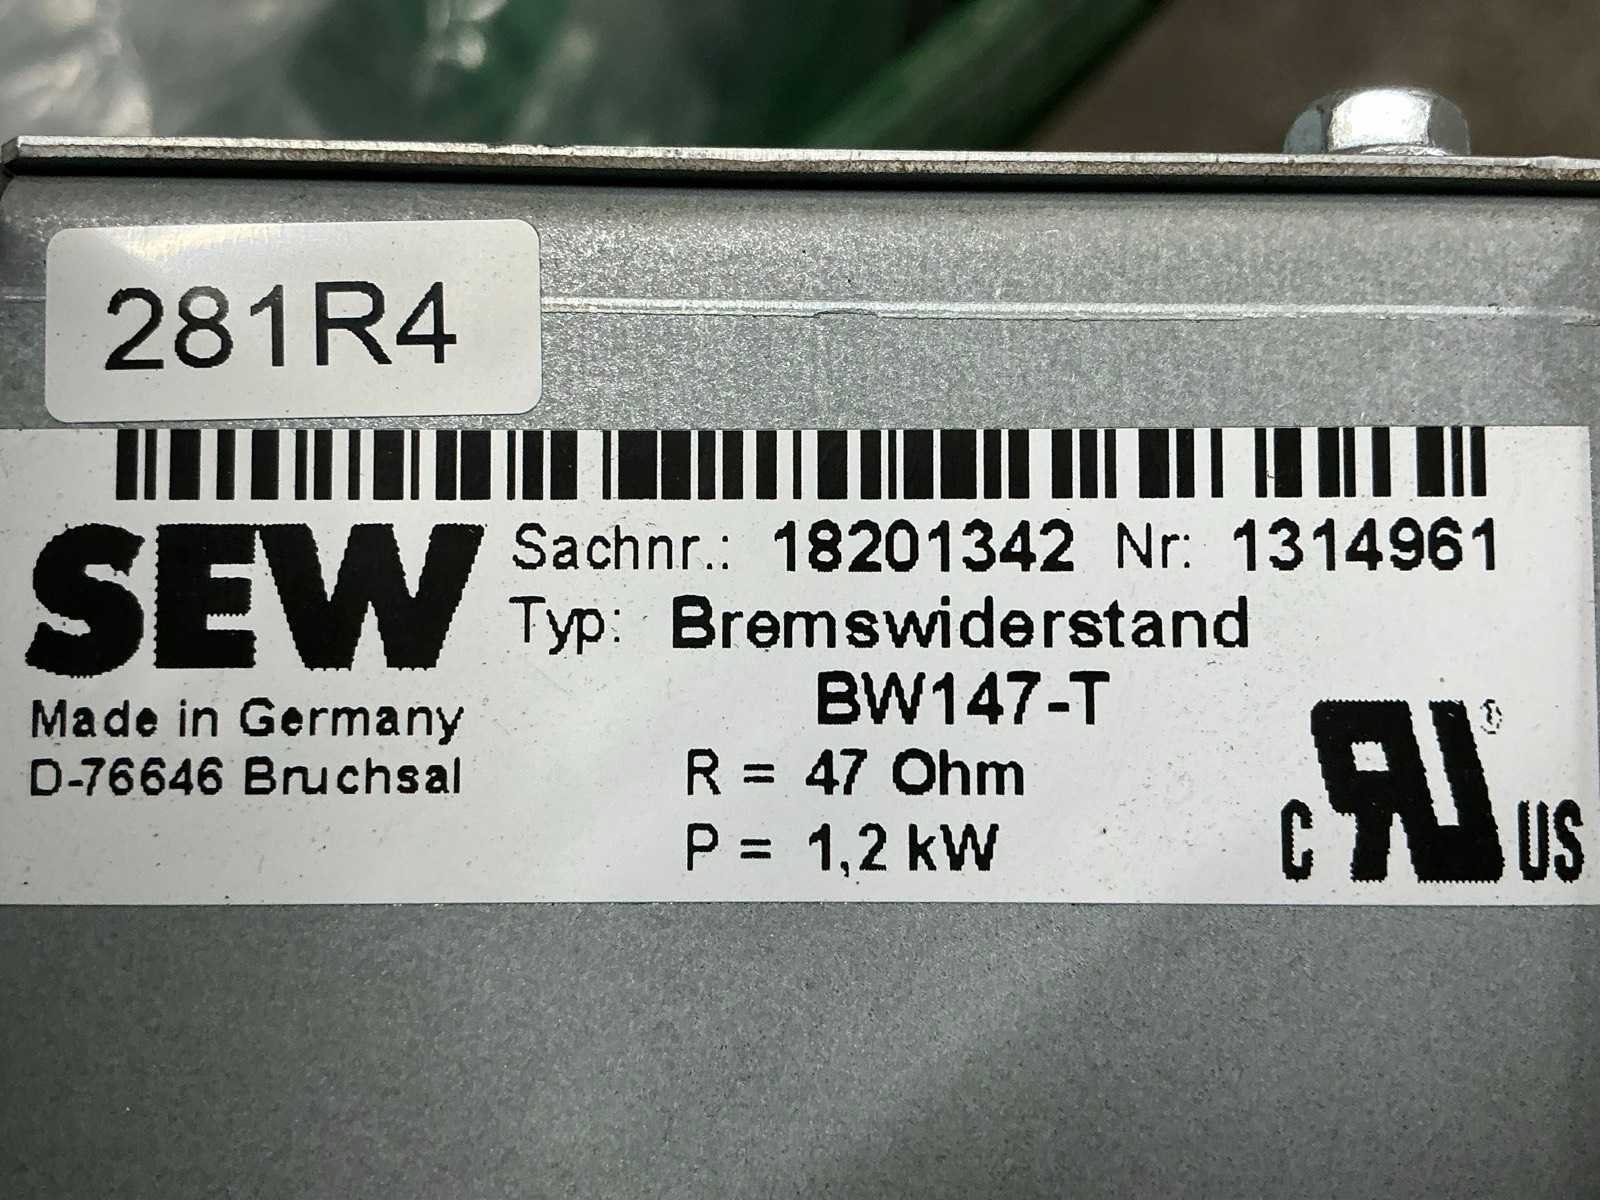 281R4
SEW
Sachnr.: 18201342 Nr: 1314961
Typ: Bremswiderstand
BW147-T
Made in Germany
D-76646 Bruchsal
R = 47 Ohm
P = 1,2 kW
C RU ® US